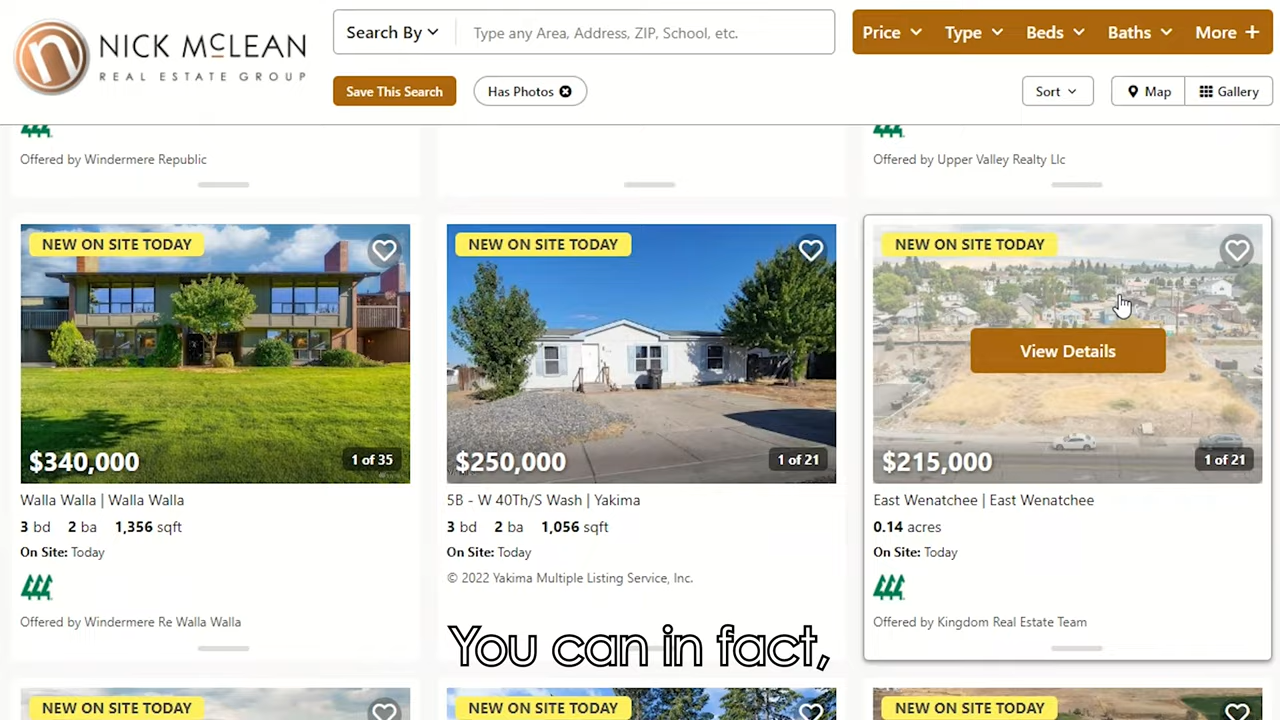 NICK MCLEAN
REAL ESTATE GROUP
Search By
Type any Area, Address, ZIP, School, etc.
Price
Type
Beds
Baths
More
Save This Search
Has Photos
Sort
Map
Gallery
Offered by Windermere Republic
Offered by Upper Valley Realty Llc
NEW ON SITE TODAY
$340,000
1 of 35
Walla Walla | Walla Walla
3 bd 2 ba 1,356 sqft
On Site: Today
Offered by Windermere Re Walla Walla
NEW ON SITE TODAY
$250,000
1 of 21
5B - W 40Th/S Wash | Yakima
3 bd 2 ba 1,056 sqft
On Site: Today
© 2022 Yakima Multiple Listing Service, Inc.
NEW ON SITE TODAY
View Details
$215,000
1 of 21
East Wenatchee | East Wenatchee
0.14 acres
On Site: Today
Offered by Kingdom Real Estate Team
You can in fact,
NEW ON SITE TODAY
NEW ON SITE TODAY
NEW ON SITE TODAY